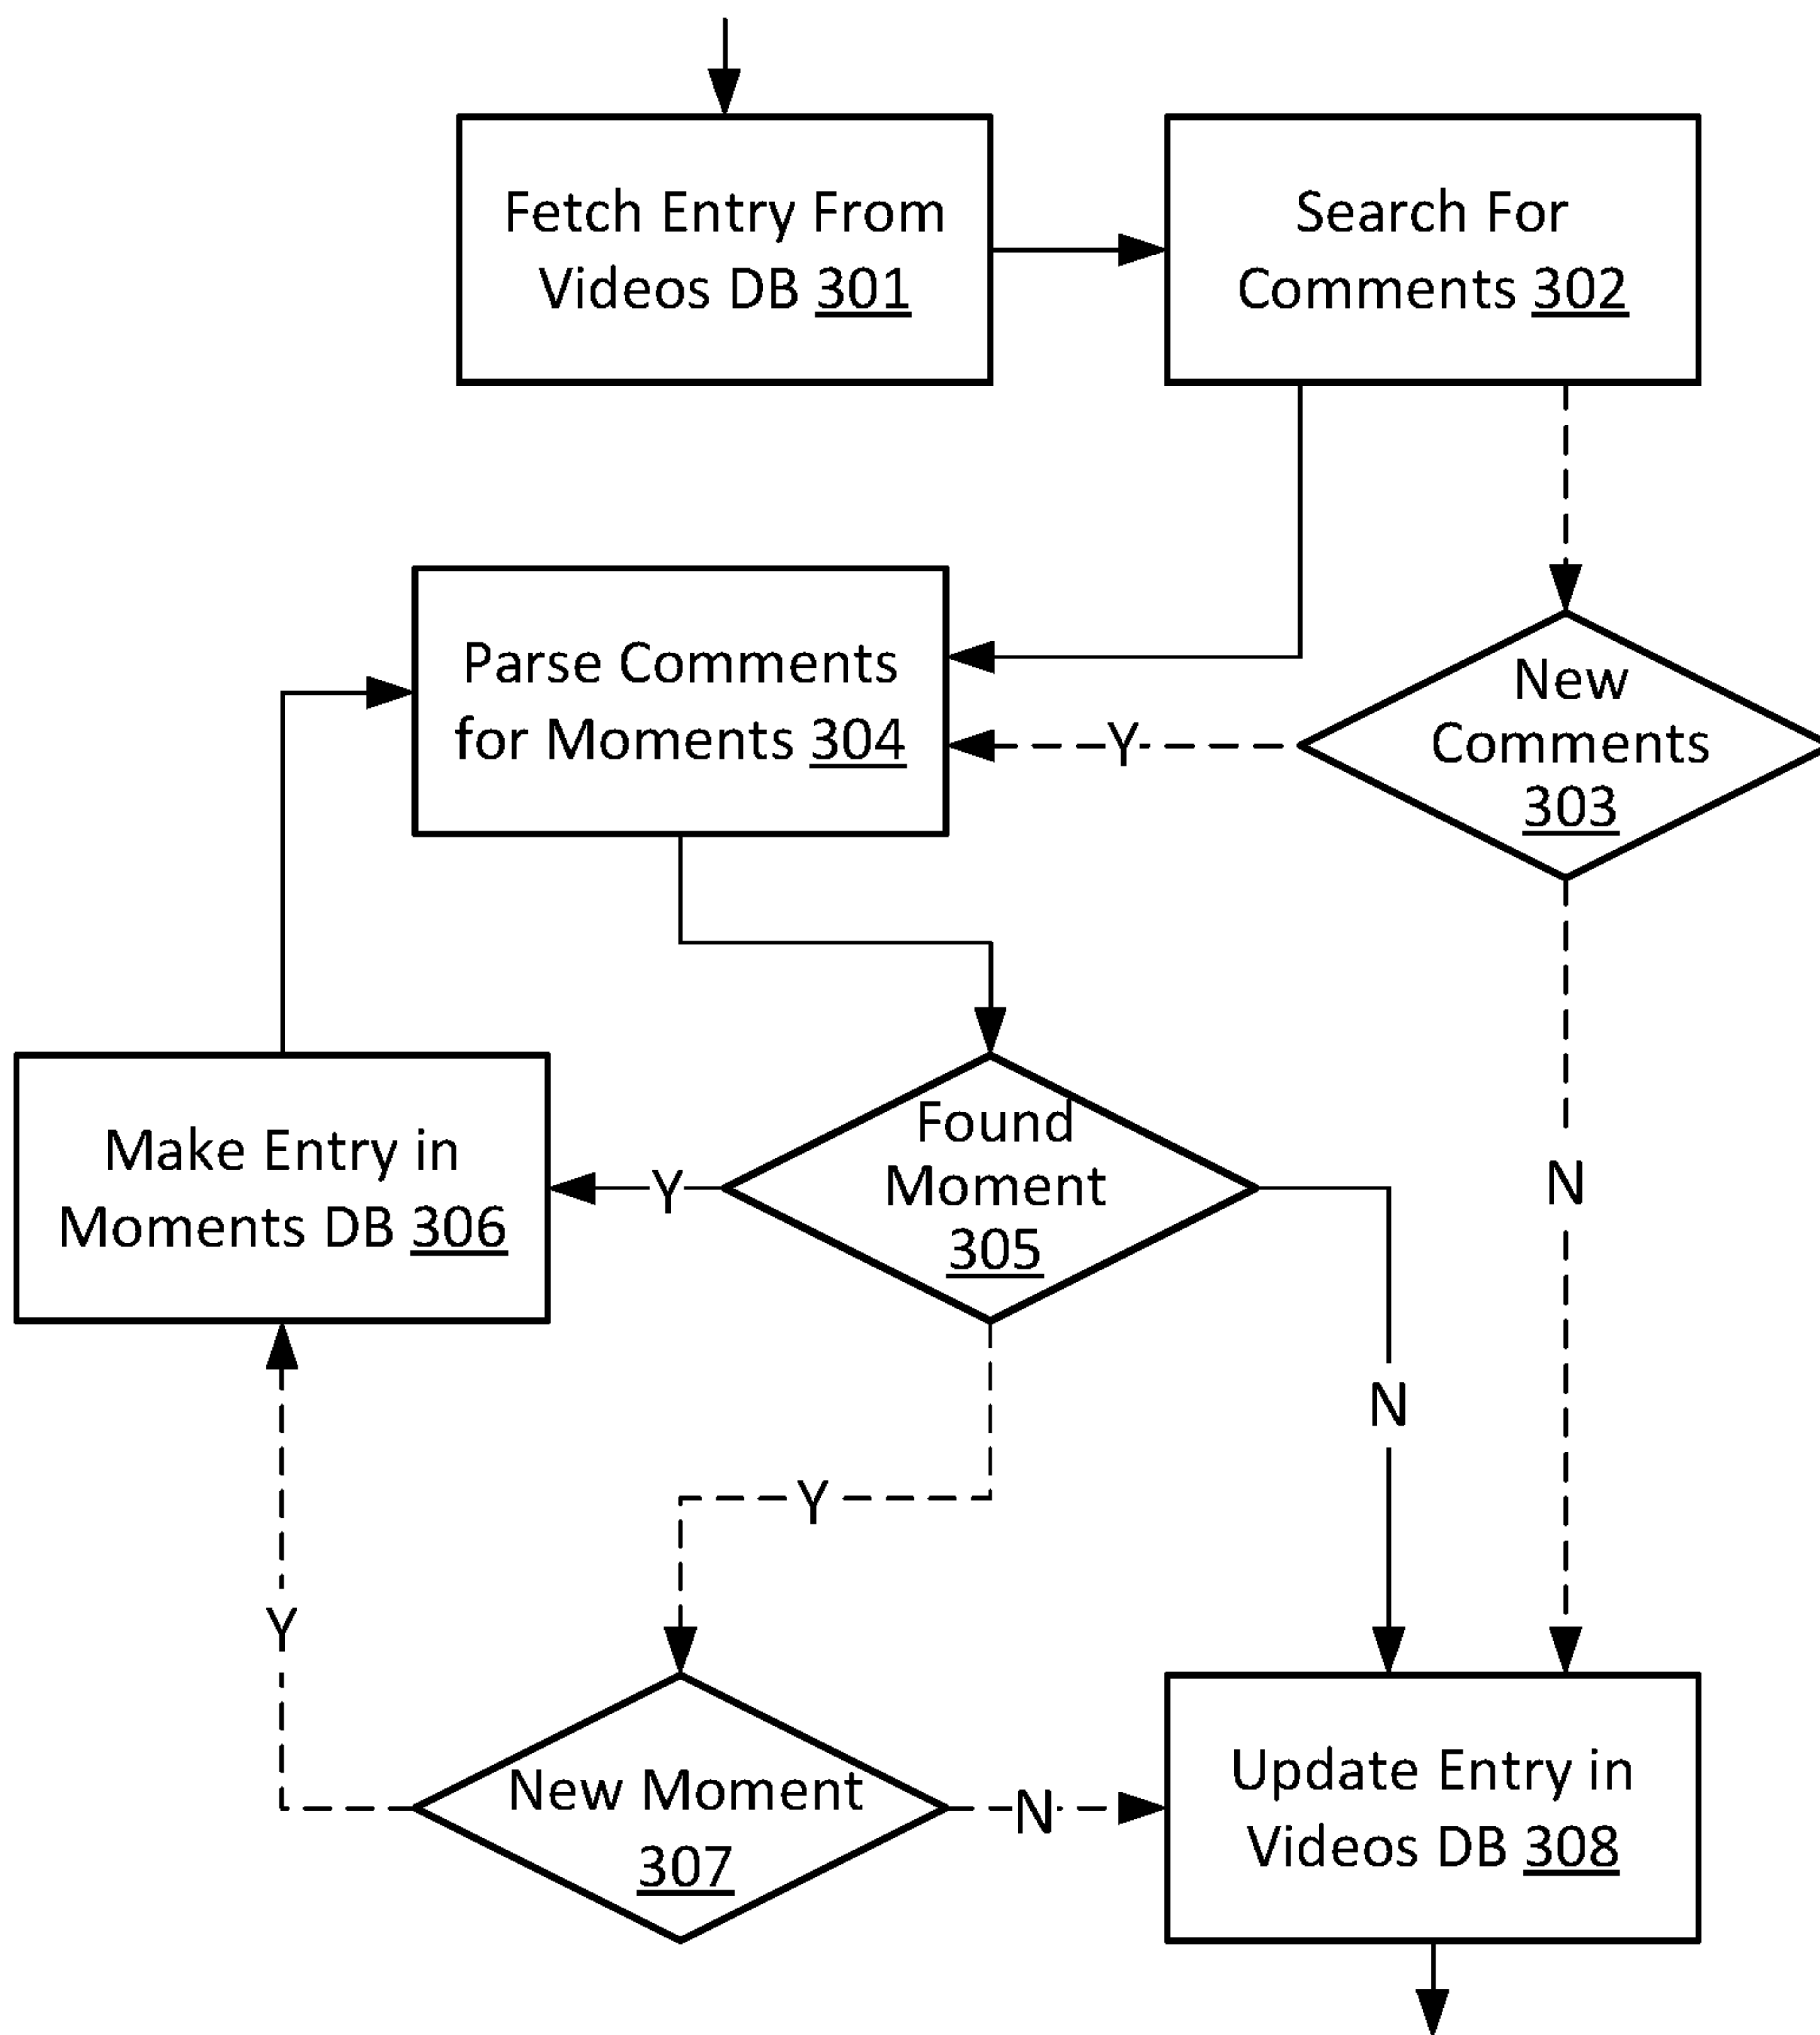 Fetch Entry From
Videos DB 301
Search For
Comments 302
Parse Comments
for Moments 304
Y
New
Comments
303
Make Entry in
Moments DB 306
Y
Found
Moment
305
N
N
Y
Y
New Moment
307
N
Update Entry in
Videos DB 308